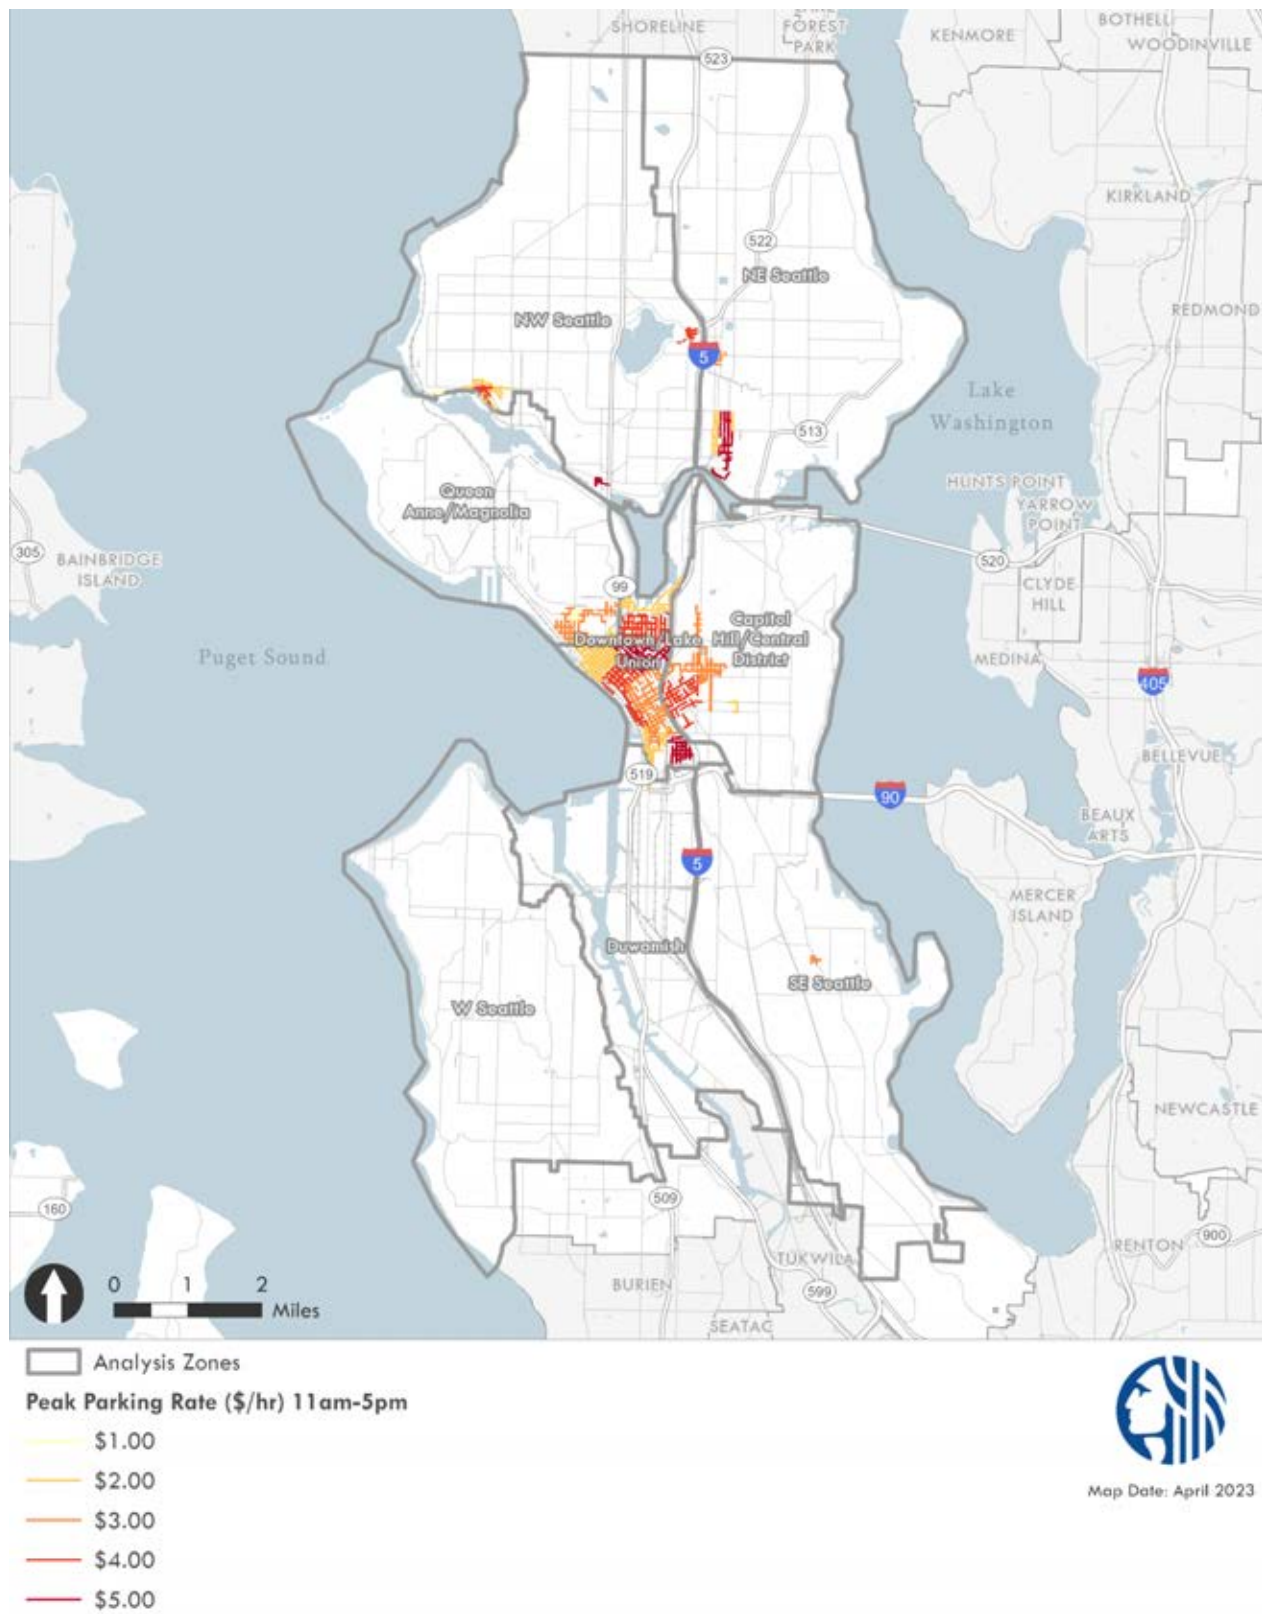 SHORELINE
LAKE
FOREST
PARK
KENMORE
BOTHELL
WOODINVILLE
523
KIRKLAND
522
NE Seattle
NW Seattle
REDMOND
5
Lake
Washington
513
HUNTS POINT
YARROW
POINT
Queen
Anne/Magnolia
305
BAINBRIDGE
ISLAND
520
CLYDE
HILL
99
Capitol
Hill/Central
District
Downtown/Lake
Union
Puget Sound
MEDINA
405
BELLEVUE
519
90
BEAUX
ARTS
5
MERCER
ISLAND
Duwamish
SE Seattle
W Seattle
NEWCASTLE
160
509
900
RENTON
TUKWILA
BURIEN
599
SEATAC
0 1 2
Miles
Analysis Zones
Peak Parking Rate ($/hr) 11am-5pm
$1.00
$2.00
$3.00
$4.00
$5.00
Map Date: April 2023